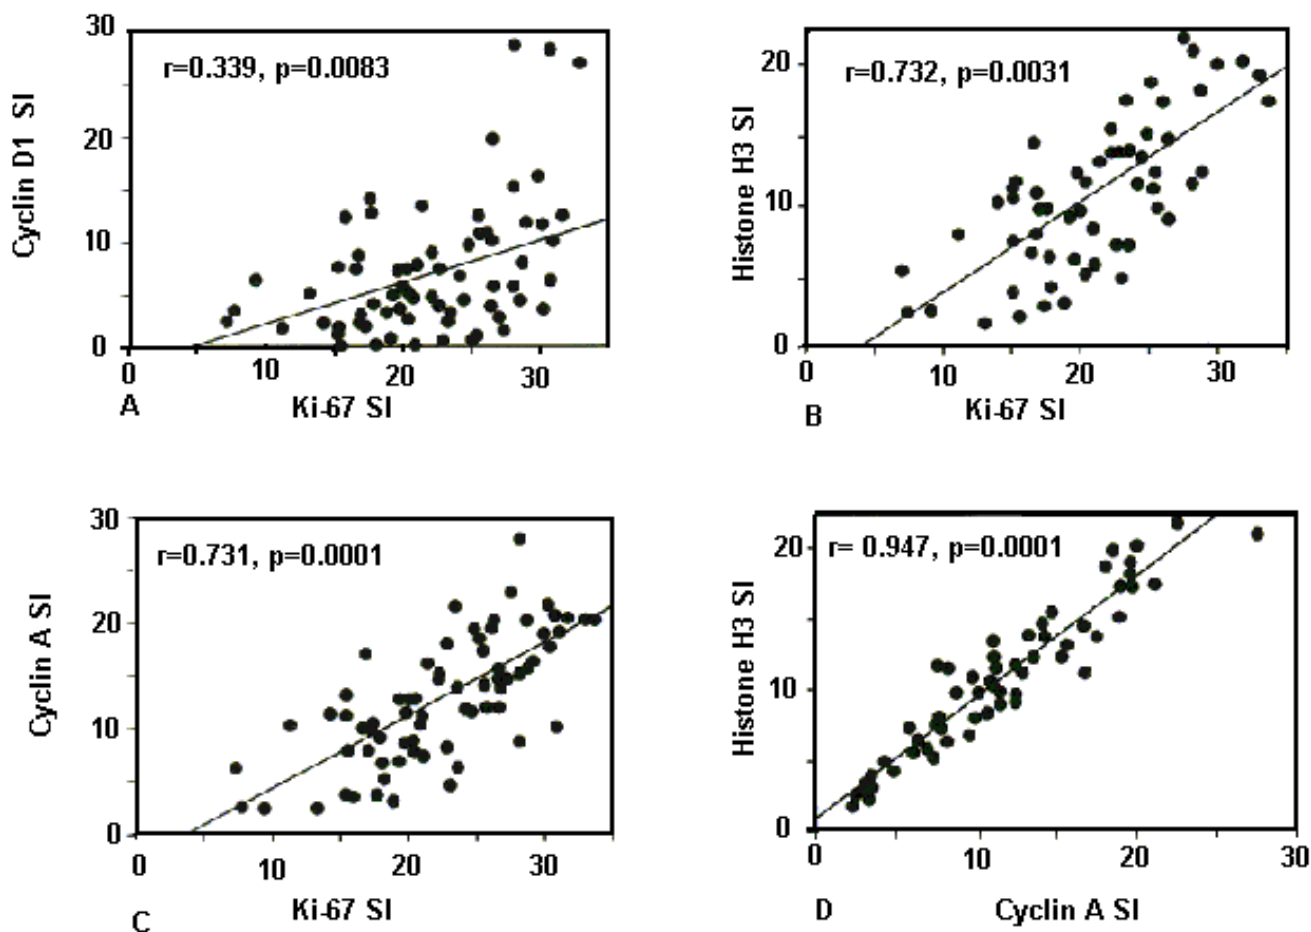 30
r=0.339, p=0.0083
20
10
0
Cyclin D1 SI
0 10 20 30
A Ki-67 SI
20
r=0.732, p=0.0031
10
0
Histone H3 SI
0 10 20 30
B Ki-67 SI
30
r=0.731, p=0.0001
20
10
0
Cyclin A SI
0 10 20 30
C Ki-67 SI
20
r= 0.947, p=0.0001
10
0
Histone H3 SI
0 10 20 30
D Cyclin A SI